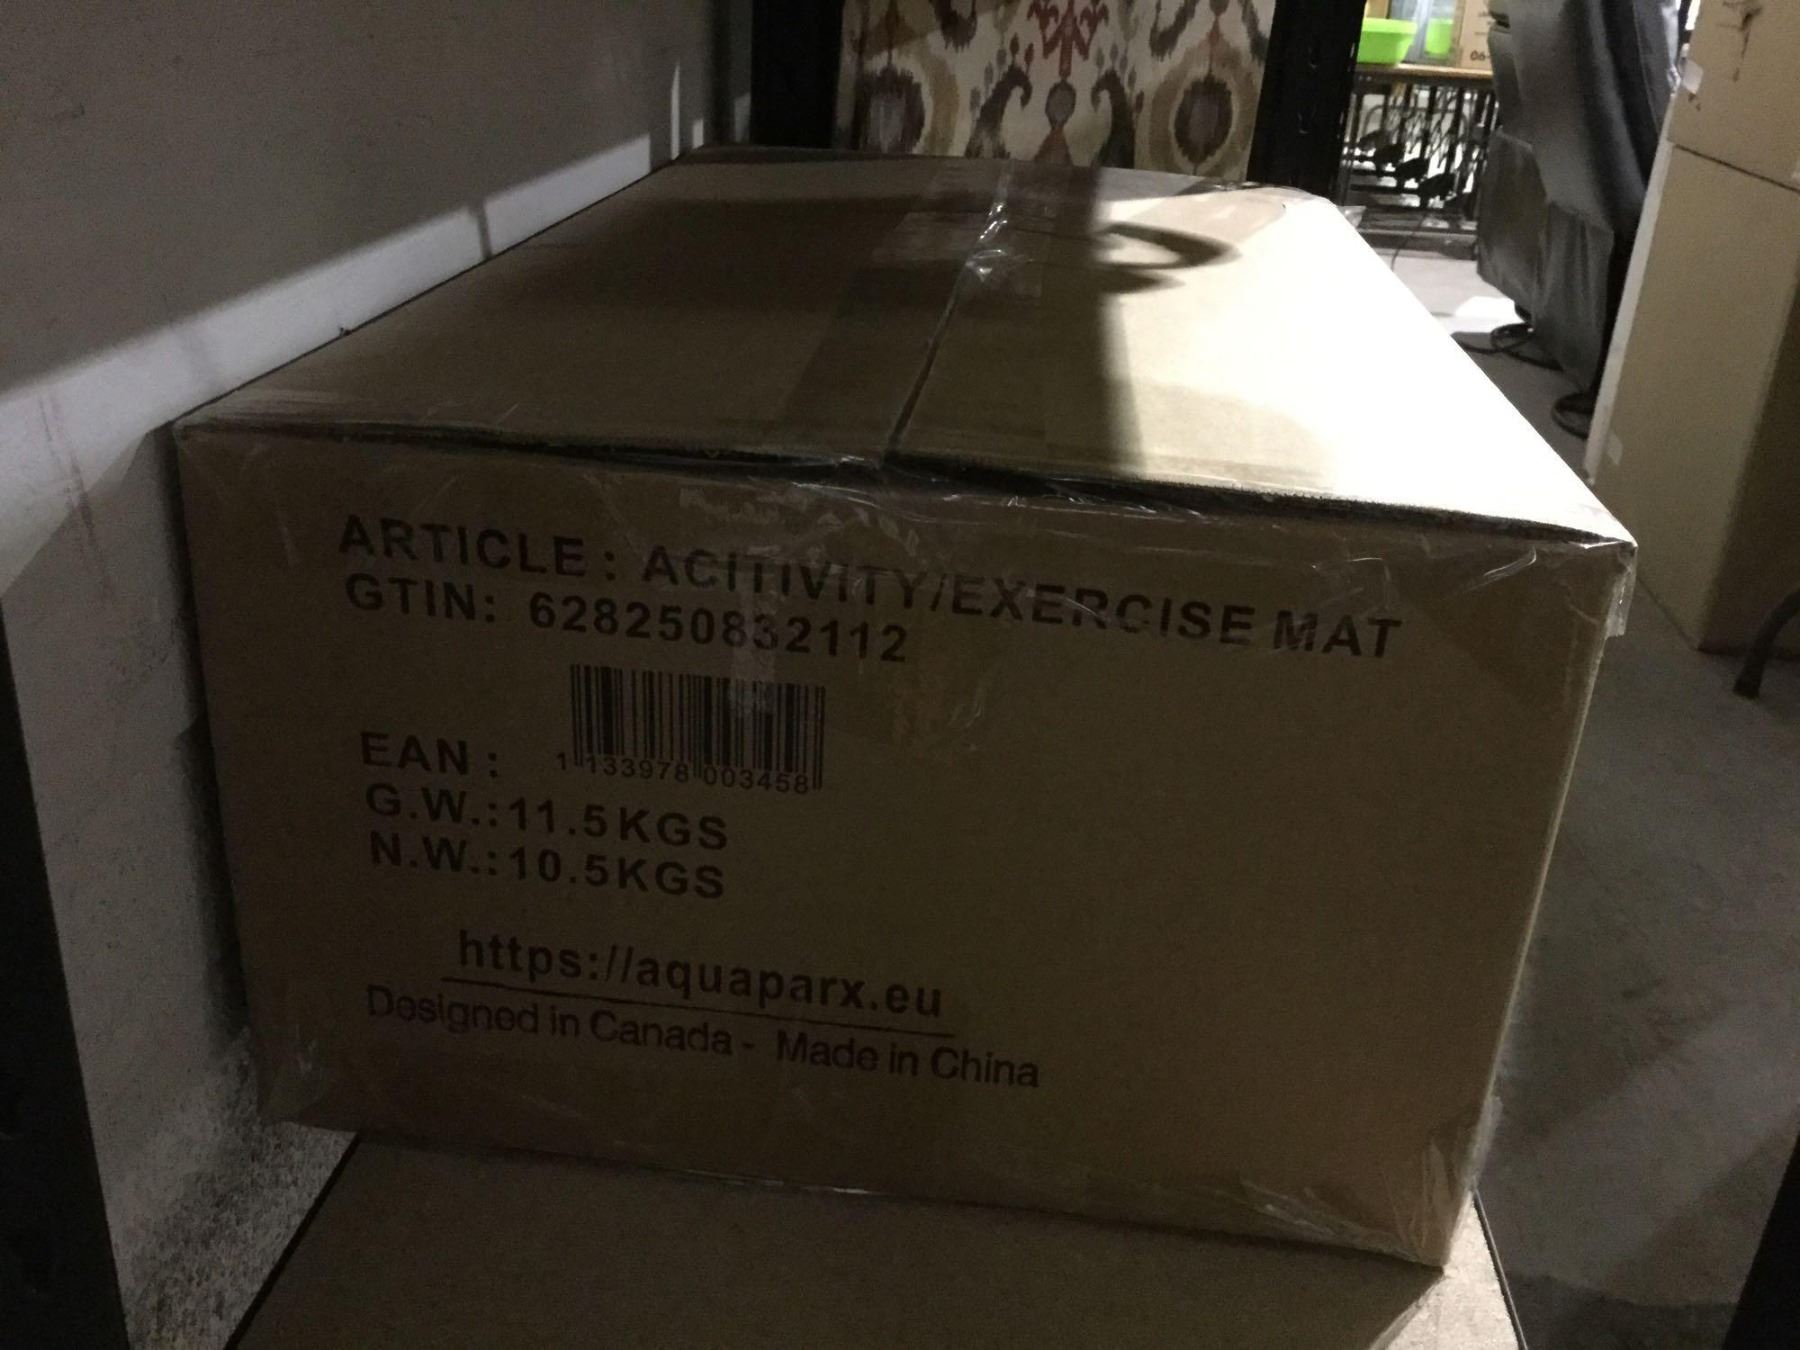 ARTICLE : ACITIVITY/EXERCISE MAT
GTIN: 628250832112
EAN : 1 133978 003458
G.W.:11.5KGS
N.W.:10.5KGS
https://aquaparx.eu
Designed in Canada - Made in China